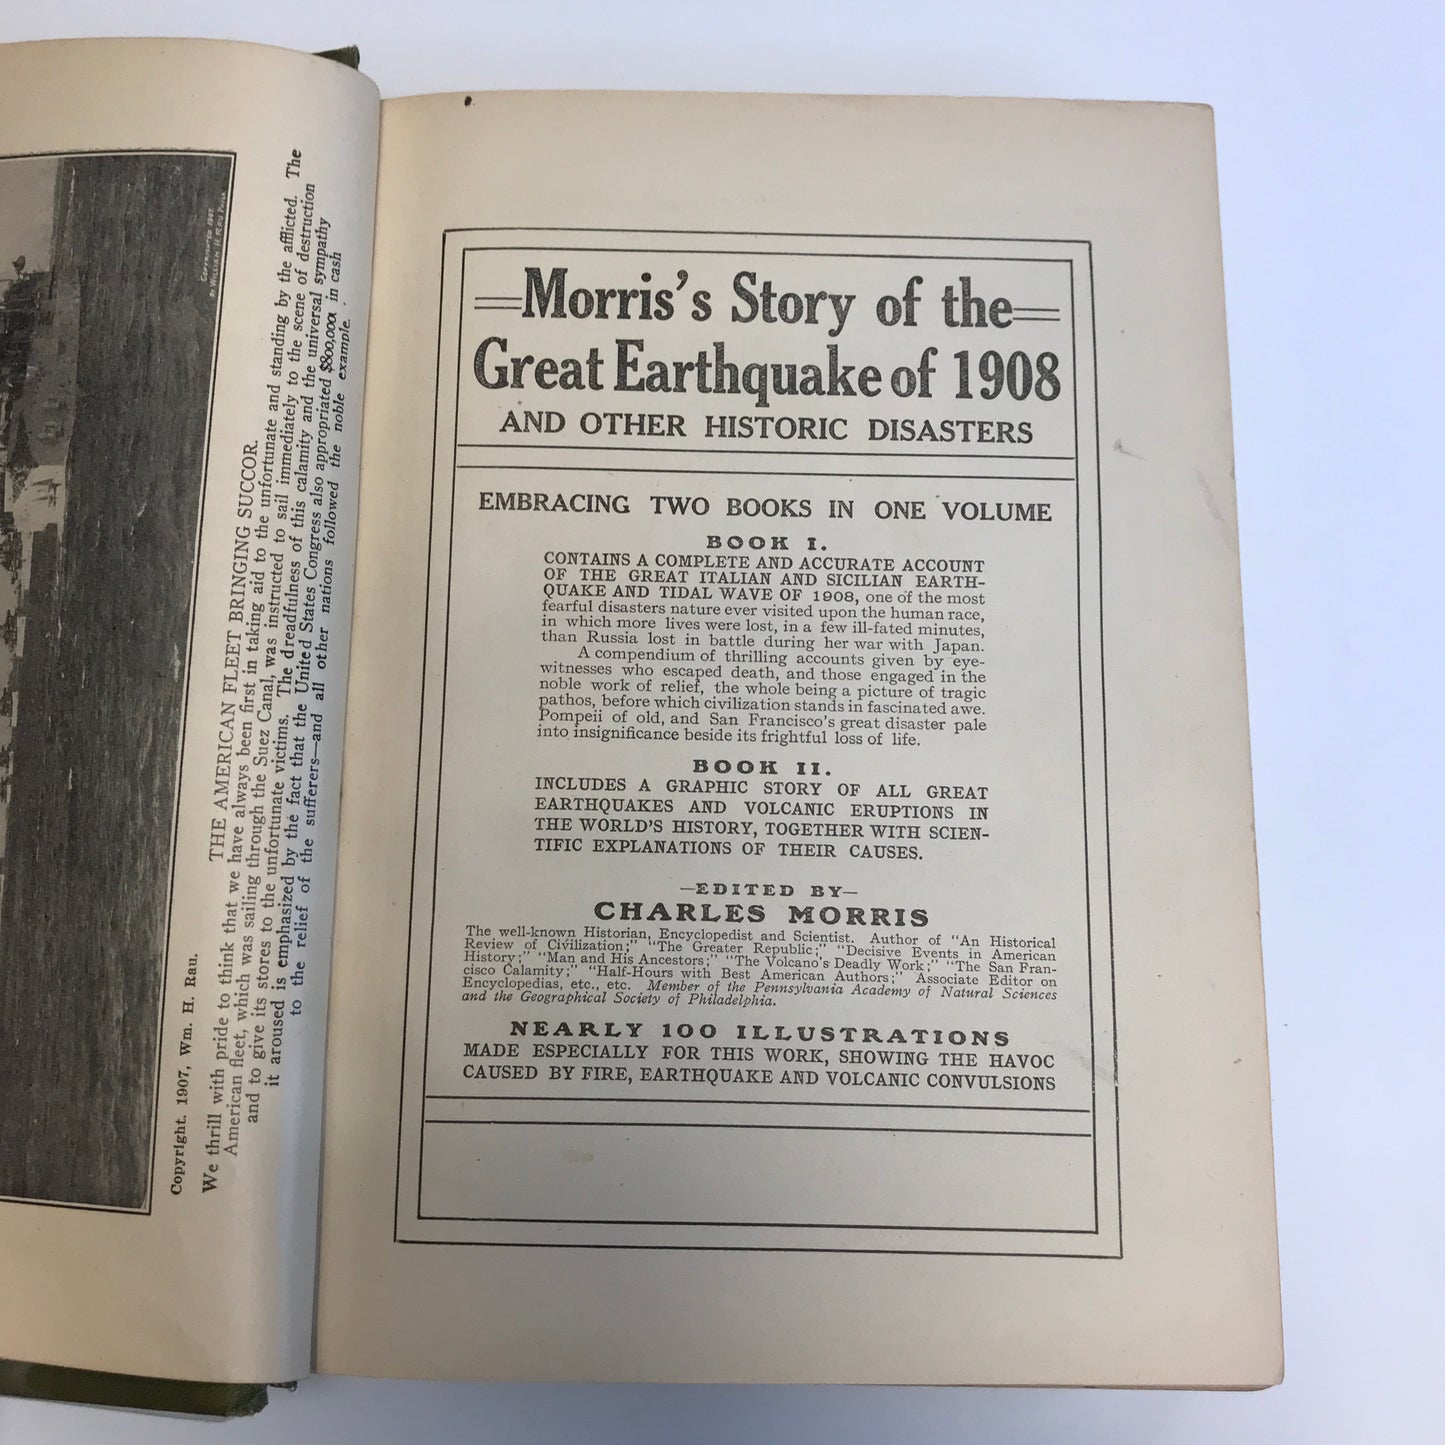 COPYRIGHTED 1907
BY WILLIAM H. RAU PHILA
Copyright. 1907, Wm. H. Rau.
THE AMERICAN FLEET BRINGING SUCCOR.
We thrill with pride to think that we have always been first in taking aid to the unfortunate and standing by the afflicted. The
American fleet, which was sailing through the Suez Canal, was instructed to sail immediately to the scene of destruction
and to give its stores to the unfortunate victims. The dreadfulness of this calamity and the universal sympathy
it aroused is emphasized by the fact that the United States Congress also appropriated $800,000 in cash
to the relief of the sufferers—and all other nations followed the noble example.
Morris's Story of the
Great Earthquake of 1908
AND OTHER HISTORIC DISASTERS
EMBRACING TWO BOOKS IN ONE VOLUME
BOOK I.
CONTAINS A COMPLETE AND ACCURATE ACCOUNT
OF THE GREAT ITALIAN AND SICILIAN EARTH-
QUAKE AND TIDAL WAVE OF 1908, one of the most
fearful disasters nature ever visited upon the human race,
in which more lives were lost, in a few ill-fated minutes,
than Russia lost in battle during her war with Japan.
A compendium of thrilling accounts given by eye-
witnesses who escaped death, and those engaged in the
noble work of relief, the whole being a picture of tragic
pathos, before which civilization stands in fascinated awe.
Pompeii of old, and San Francisco's great disaster pale
into insignificance beside its frightful loss of life.
BOOK II.
INCLUDES A GRAPHIC STORY OF ALL GREAT
EARTHQUAKES AND VOLCANIC ERUPTIONS IN
THE WORLD'S HISTORY, TOGETHER WITH SCIEN-
TIFIC EXPLANATIONS OF THEIR CAUSES.
—EDITED BY—
CHARLES MORRIS
The well-known Historian, Encyclopedist and Scientist. Author of "An Historical
Review of Civilization;" "The Greater Republic;" "Decisive Events in American
History;" "Man and His Ancestors;" "The Volcano's Deadly Work;" "The San Fran-
cisco Calamity;" "Half-Hours with Best American Authors;" Associate Editor on
Encyclopedias, etc., etc. Member of the Pennsylvania Academy of Natural Sciences
and the Geographical Society of Philadelphia.
NEARLY 100 ILLUSTRATIONS
MADE ESPECIALLY FOR THIS WORK, SHOWING THE HAVOC
CAUSED BY FIRE, EARTHQUAKE AND VOLCANIC CONVULSIONS